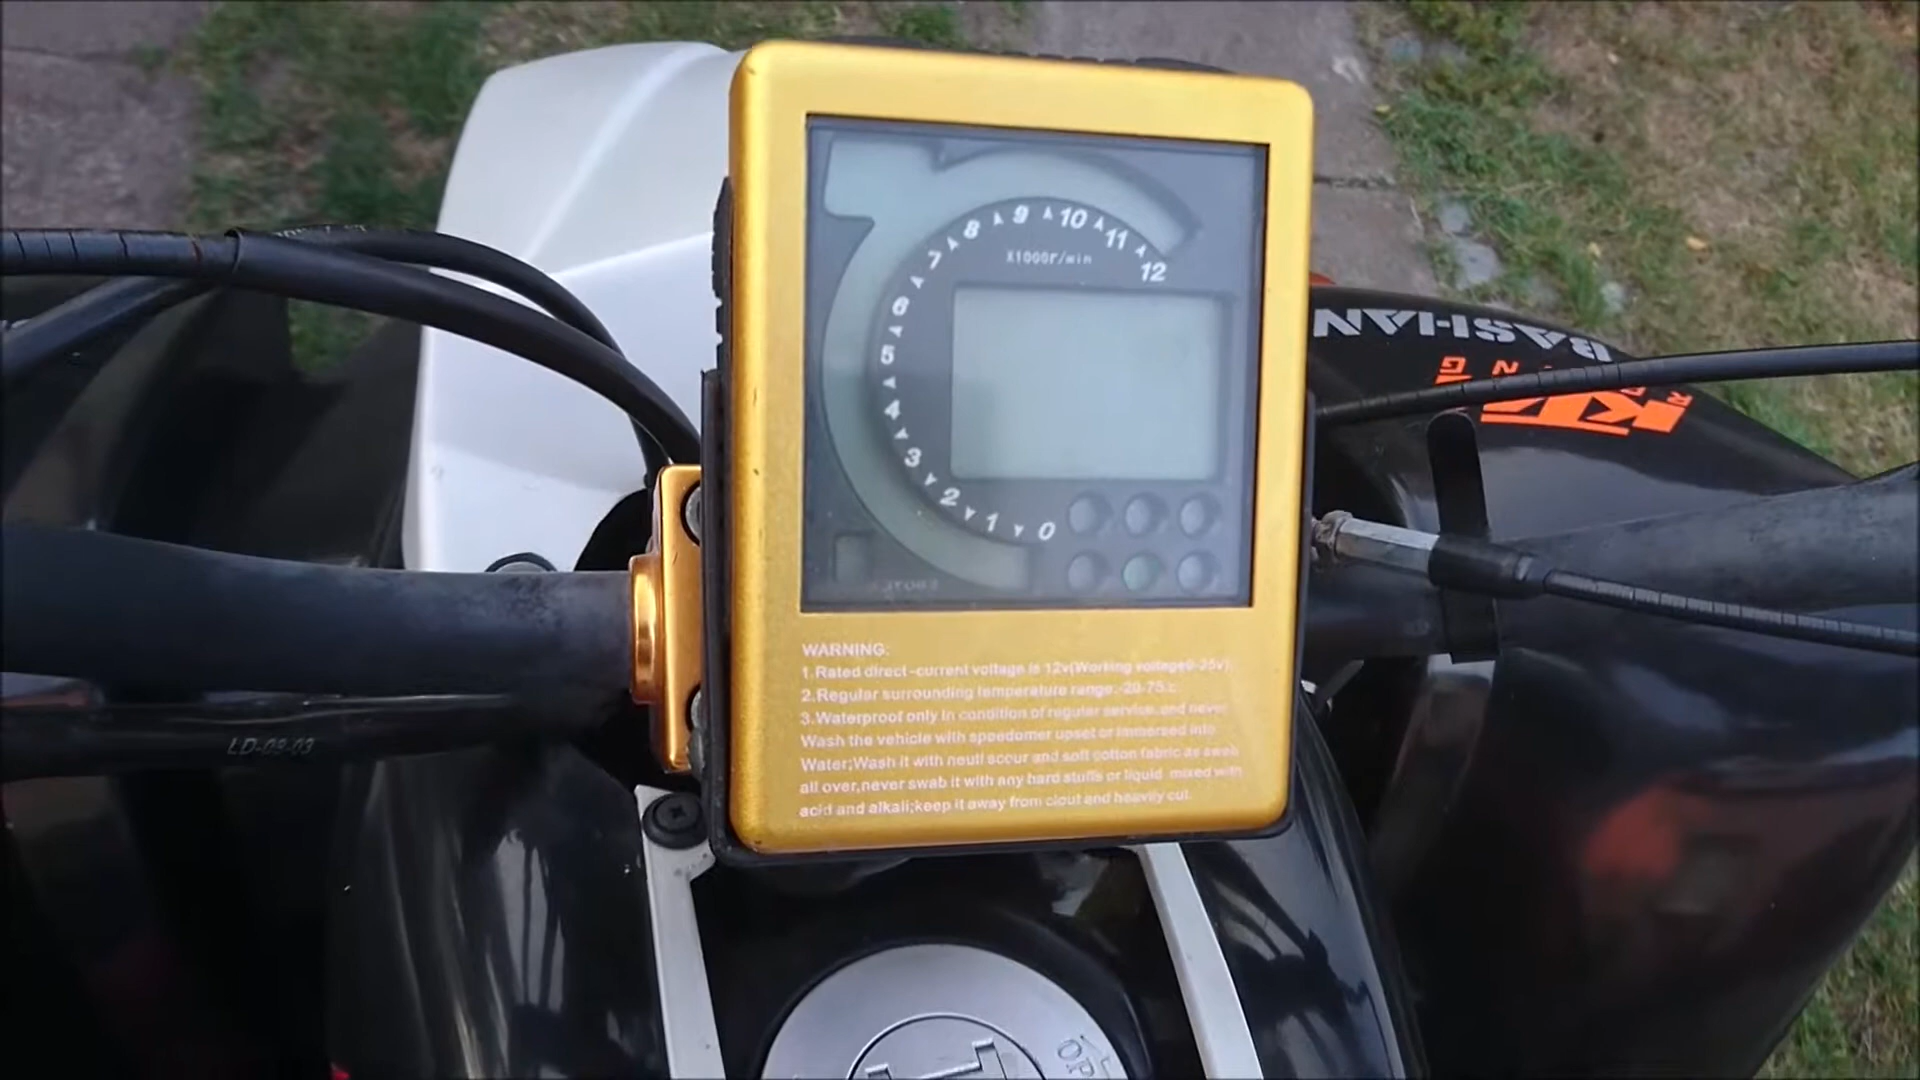 9
10
8
11
7
X1000r/min
12
6
5
4
3
2
1
0
BASHAN
WARNING:
1.Rated direct-current voltage is 12v(Working voltage
2.Regular surrounding temperature range:-20-75
3.Waterproof only in condition of regular service,and never
Wash the vehicle with speedomer upset or immersed into
Water;Wash it with neutl scour and soft cotton fabric as swab
all over,never swab it with any hard stuffs or liquid mixed with
acid and alkali;keep it away from clout and heavily cut.
LD-09-03